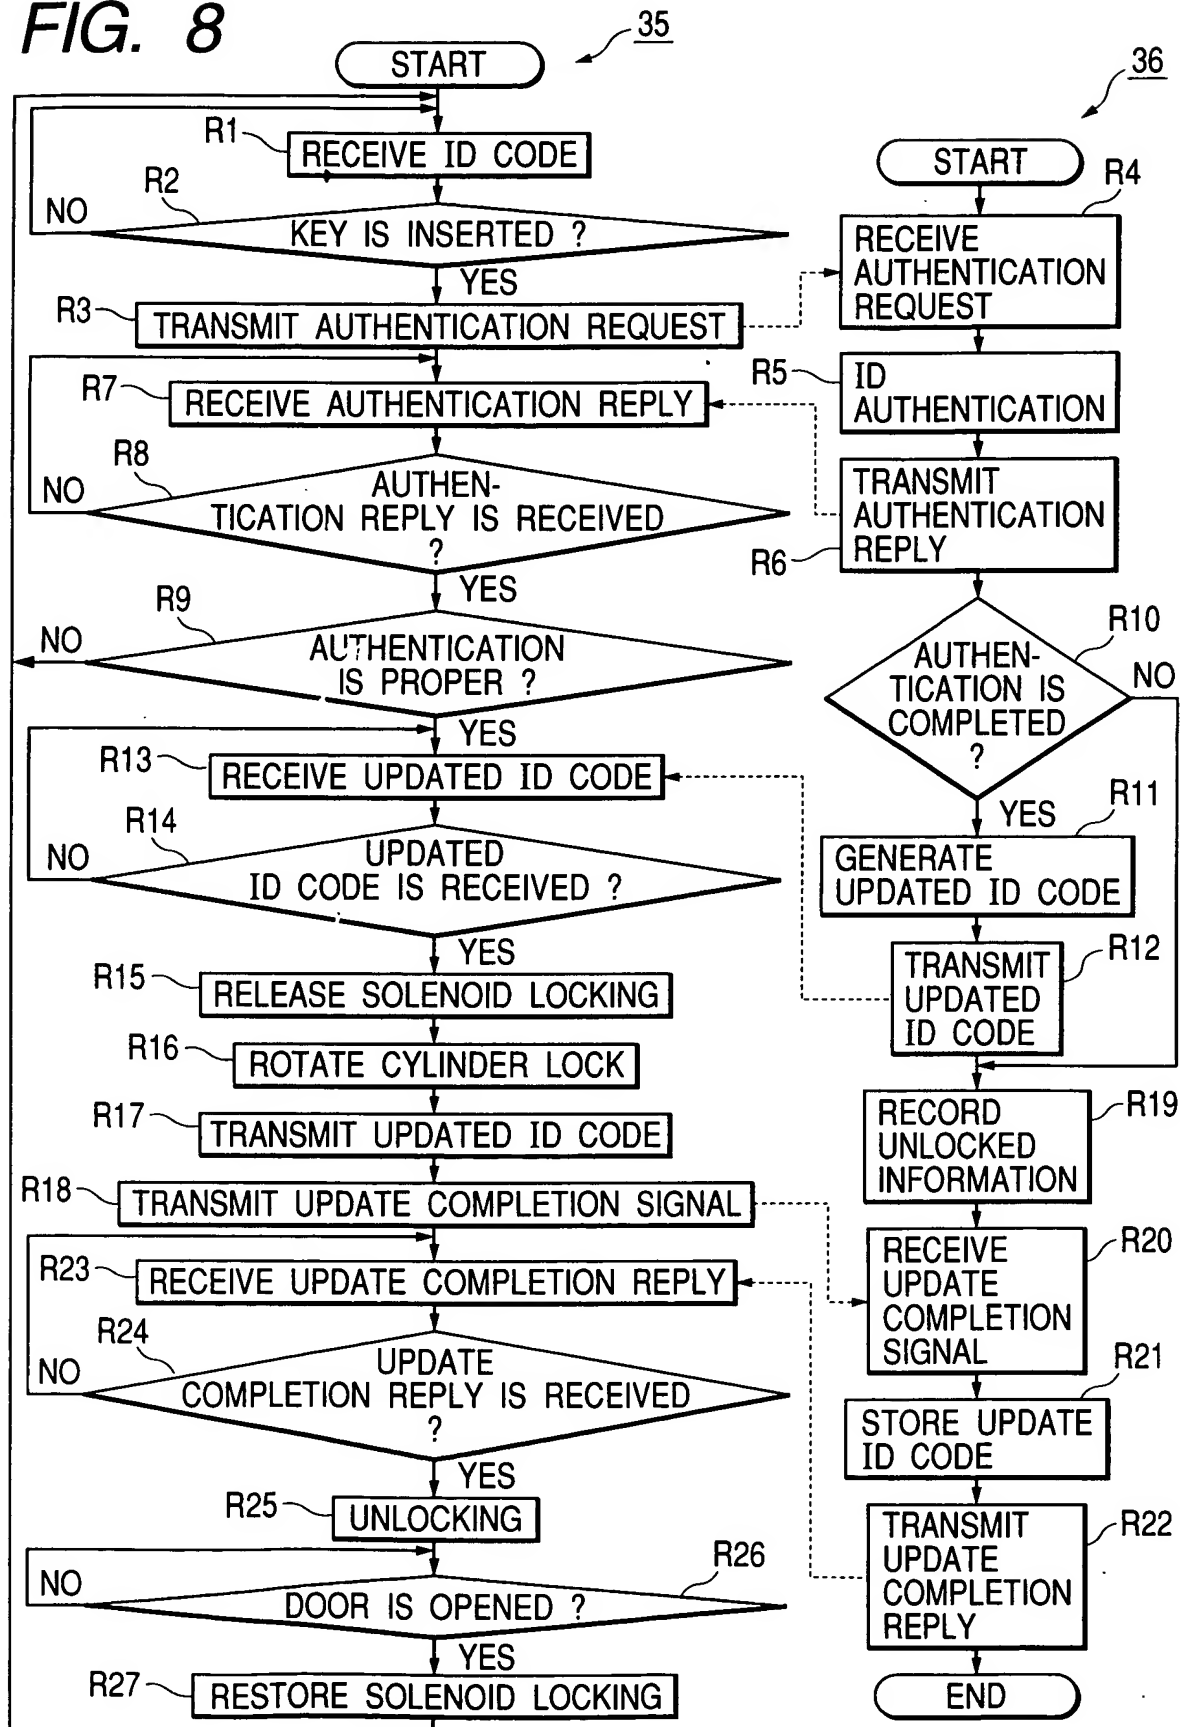 FIG. 8
35
START
R1
RECEIVE ID CODE
R2
NO
KEY IS INSERTED ?
YES
R3
TRANSMIT AUTHENTICATION REQUEST
R7
RECEIVE AUTHENTICATION REPLY
R8
NO
AUTHEN-
TICATION REPLY IS RECEIVED
?
YES
R9
NO
AUTHENTICATION
IS PROPER ?
YES
R13
RECEIVE UPDATED ID CODE
R14
NO
UPDATED
ID CODE IS RECEIVED ?
YES
R15
RELEASE SOLENOID LOCKING
R16
ROTATE CYLINDER LOCK
R17
TRANSMIT UPDATED ID CODE
R18
TRANSMIT UPDATE COMPLETION SIGNAL
R23
RECEIVE UPDATE COMPLETION REPLY
R24
NO
UPDATE
COMPLETION REPLY IS RECEIVED
?
YES
R25
UNLOCKING
R26
NO
DOOR IS OPENED ?
YES
R27
RESTORE SOLENOID LOCKING
36
START
R4
RECEIVE
AUTHENTICATION
REQUEST
R5
ID
AUTHENTICATION
TRANSMIT
AUTHENTICATION
REPLY
R6
R10
AUTHEN-
TICATION IS
COMPLETED
?
NO
YES
R11
GENERATE
UPDATED ID CODE
R12
TRANSMIT
UPDATED
ID CODE
R19
RECORD
UNLOCKED
INFORMATION
R20
RECEIVE
UPDATE
COMPLETION
SIGNAL
R21
STORE UPDATE
ID CODE
R22
TRANSMIT
UPDATE
COMPLETION
REPLY
END